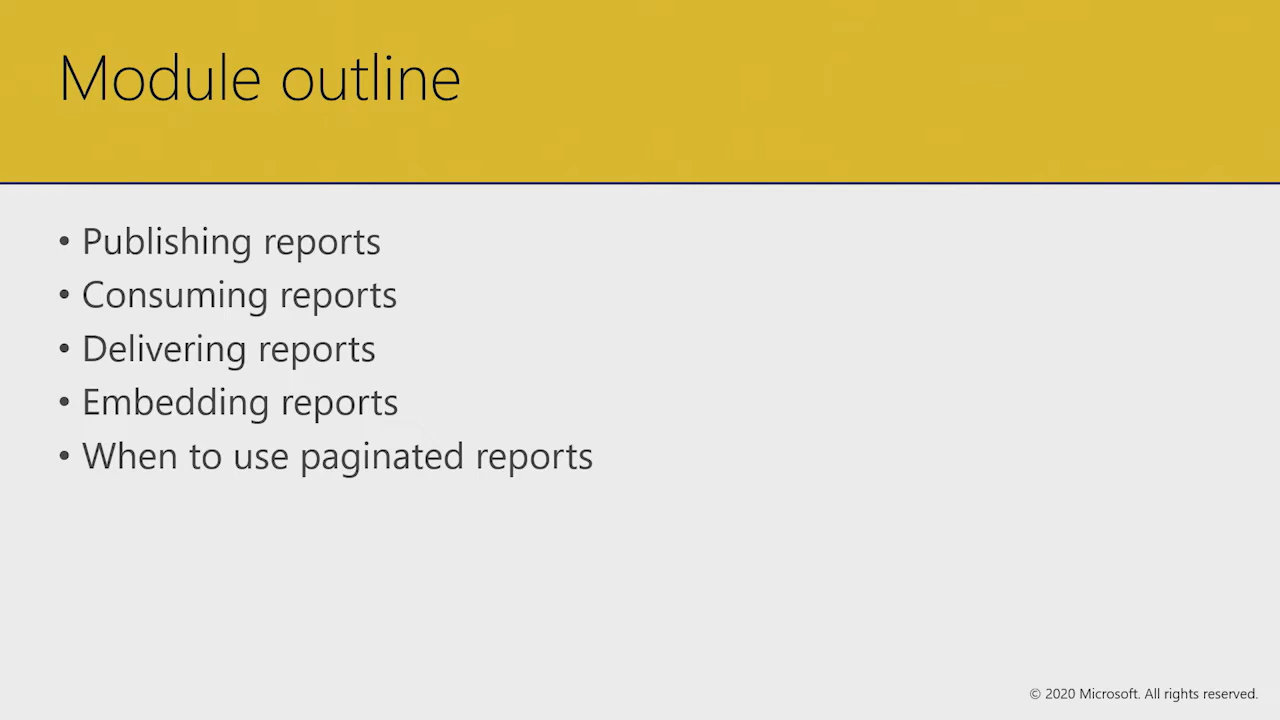 Module outline
• Publishing reports
• Consuming reports
• Delivering reports
• Embedding reports
• When to use paginated reports
© 2020 Microsoft. All rights reserved.